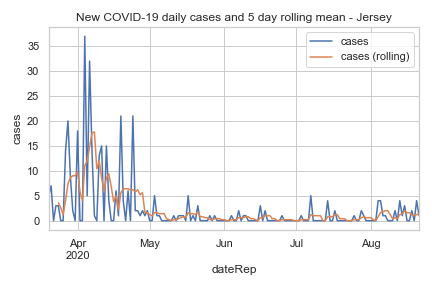 New COVID-19 daily cases and 5 day rolling mean - Jersey
cases
cases (rolling)
cases
35
30
25
20
15
10
5
0
Apr
2020
May
Jun
Jul
Aug
dateRep